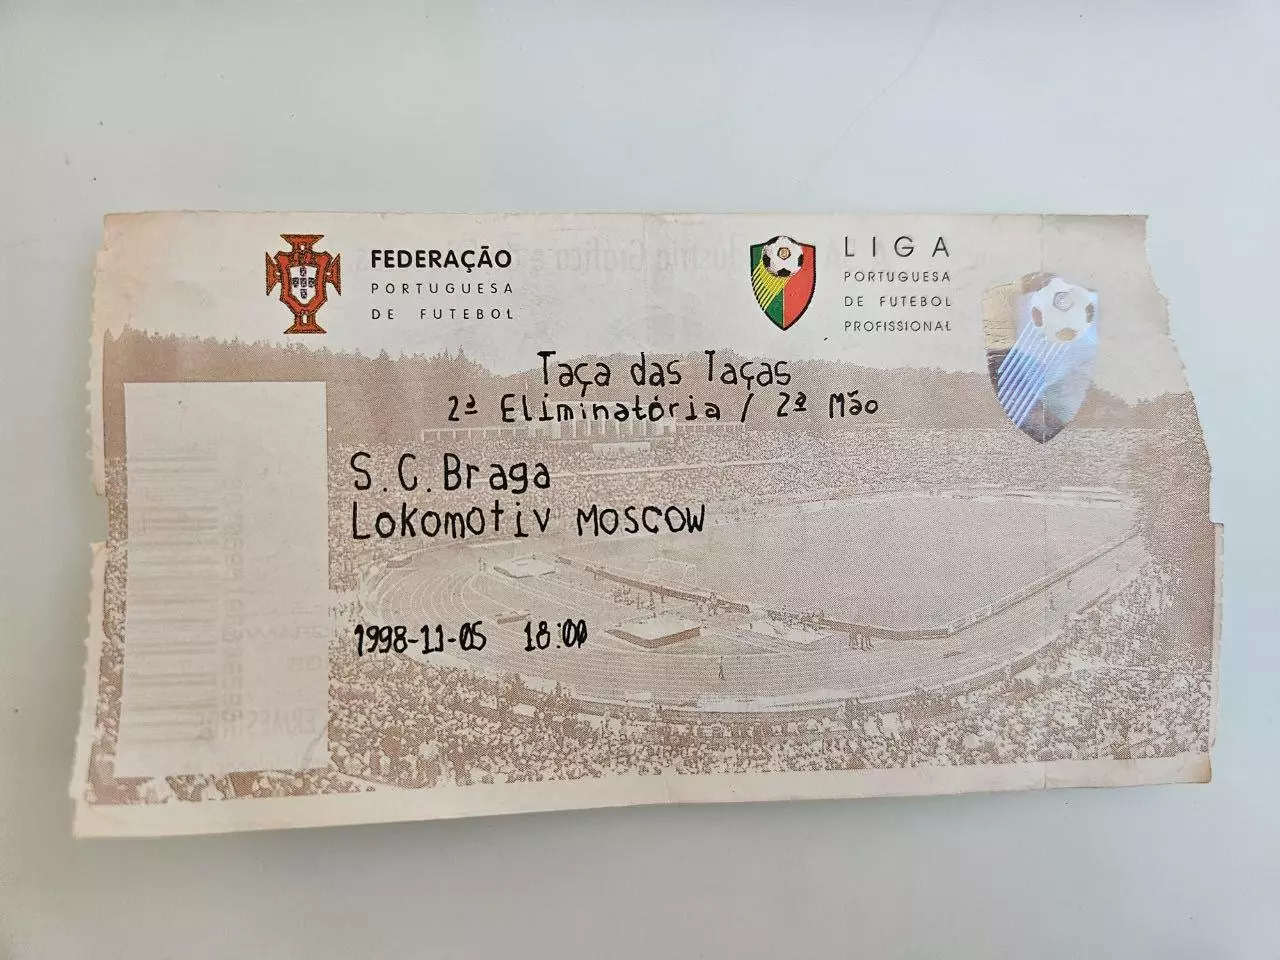 FEDERAÇÃO
PORTUGUESA
DE FUTEBOL
LIGA
PORTUGUESA
DE FUTEBOL
PROFISSIONAL
Taça das Taças
2ª Eliminatória / 2ª Mão
S.C.Braga
Lokomotiv Moscow
1998-11-05 18:00